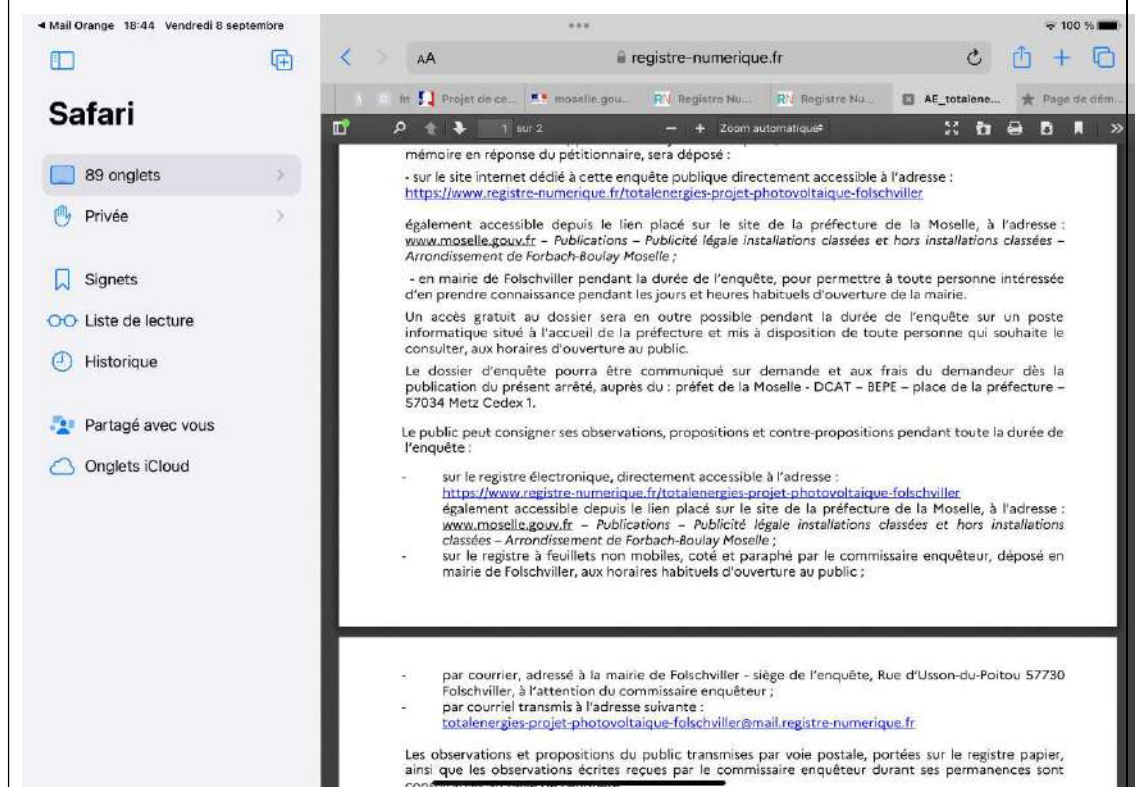 ◀ Mail Orange 18:44 Vendredi 8 septembre
100 %
Safari
89 onglets
Privée
Signets
Liste de lecture
Historique
Partagé avec vous
Onglets iCloud
AA registre-numerique.fr
Projet de ce... moselle.gou... RN Registre Nu... RN Registre Nu... AE_totalene... Page de dém...
1 sur 2 − + Zoom automatique
mémoire en réponse du pétitionnaire, sera déposé :
- sur le site internet dédié à cette enquête publique directement accessible à l'adresse :
https://www.registre-numerique.fr/totalenergies-projet-photovoltaique-folschviller
également accessible depuis le lien placé sur le site de la préfecture de la Moselle, à l'adresse :
www.moselle.gouv.fr – Publications – Publicité légale installations classées et hors installations classées –
Arrondissement de Forbach-Boulay Moselle ;
- en mairie de Folschviller pendant la durée de l'enquête, pour permettre à toute personne intéressée
d'en prendre connaissance pendant les jours et heures habituels d'ouverture de la mairie.
Un accès gratuit au dossier sera en outre possible pendant la durée de l'enquête sur un poste
informatique situé à l'accueil de la préfecture et mis à disposition de toute personne qui souhaite le
consulter, aux horaires d'ouverture au public.
Le dossier d'enquête pourra être communiqué sur demande et aux frais du demandeur dès la
publication du présent arrêté, auprès du : préfet de la Moselle - DCAT – BEPE – place de la préfecture –
57034 Metz Cedex 1.
Le public peut consigner ses observations, propositions et contre-propositions pendant toute la durée de
l'enquête :
- sur le registre électronique, directement accessible à l'adresse :
https://www.registre-numerique.fr/totalenergies-projet-photovoltaique-folschviller
également accessible depuis le lien placé sur le site de la préfecture de la Moselle, à l'adresse :
www.moselle.gouv.fr – Publications – Publicité légale installations classées et hors installations
classées – Arrondissement de Forbach-Boulay Moselle ;
- sur le registre à feuillets non mobiles, coté et paraphé par le commissaire enquêteur, déposé en
mairie de Folschviller, aux horaires habituels d'ouverture au public ;
- par courrier, adressé à la mairie de Folschviller - siège de l'enquête, Rue d'Usson-du-Poitou 57730
Folschviller, à l'attention du commissaire enquêteur ;
- par courriel transmis à l'adresse suivante :
totalenergies-projet-photovoltaique-folschviller@mail.registre-numerique.fr
Les observations et propositions du public transmises par voie postale, portées sur le registre papier,
ainsi que les observations écrites reçues par le commissaire enquêteur durant ses permanences sont